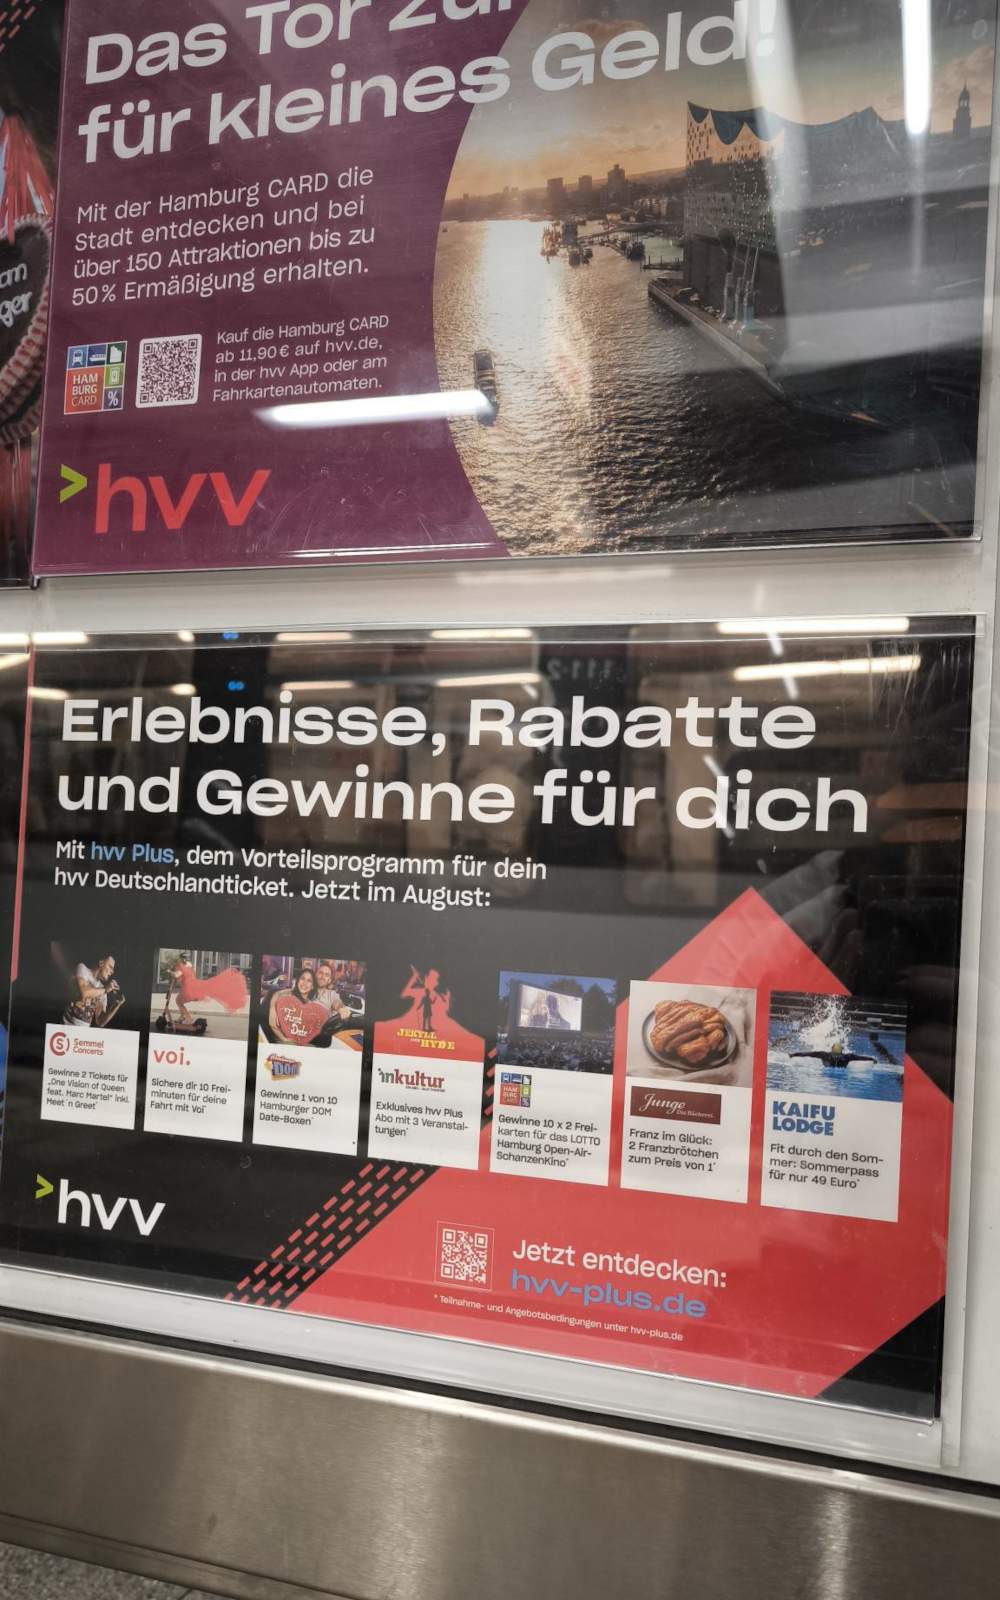 Das Tor zur
für kleines Geld!
Mit der Hamburg CARD die
Stadt entdecken und bei
über 150 Attraktionen bis zu
50 % Ermäßigung erhalten.
HAM
BURG
CARD
%
Kauf die Hamburg CARD
ab 11,90 € auf hvv.de,
in der hvv App oder am
Fahrkartenautomaten.
>hvv
Erlebnisse, Rabatte
und Gewinne für dich
Mit hvv Plus, dem Vorteilsprogramm für dein
hvv Deutschlandticket. Jetzt im August:
Semmel
Concerts
Gewinne 2 Tickets für
„One Vision of Queen
feat. Marc Martel“ inkl.
Meet´n Greet*
voi.
Sichere dir 10 Frei-
minuten für deine
Fahrt mit Voi*
First
Date
DOM
Gewinne 1 von 10
Hamburger DOM
Date-Boxen*
JEKYLL
HYDE
inkultur
Exklusives hvv Plus
Abo mit 3 Veranstal-
tungen*
HAM
BURG
CARD
Gewinne 10 x 2 Frei-
karten für das LOTTO
Hamburg Open-Air-
SchanzenKino*
Junge
Die Bäckerei
Franz im Glück:
2 Franzbrötchen
zum Preis von 1*
KAIFU
LODGE
Fit durch den Som-
mer: Sommerpass
für nur 49 Euro*
>hvv
Jetzt entdecken:
hvv-plus.de
* Teilnahme- und Angebotsbedingungen unter hvv-plus.de